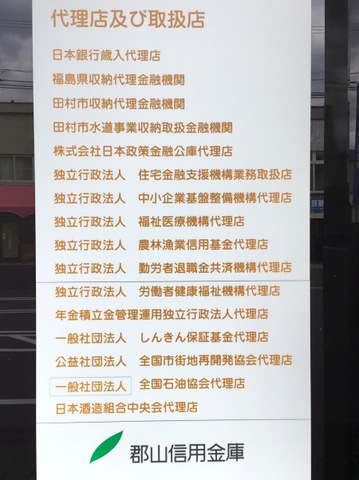 代理店及び取扱店
日本銀行歳入代理店
福島県収納代理金融機関
田村市収納代理金融機関
田村市水道事業収納取扱金融機関
株式会社日本政策金融公庫代理店
独立行政法人 住宅金融支援機構業務取扱店
独立行政法人 中小企業基盤整備機構代理店
独立行政法人 福祉医療機構代理店
独立行政法人 農林漁業信用基金代理店
独立行政法人 勤労者退職金共済機構代理店
独立行政法人 労働者健康福祉機構代理店
年金積立金管理運用独立行政法人代理店
一般社団法人 しんきん保証基金代理店
公益社団法人 全国市街地再開発協会代理店
一般社団法人 全国石油協会代理店
日本酒造組合中央会代理店
郡山信用金庫